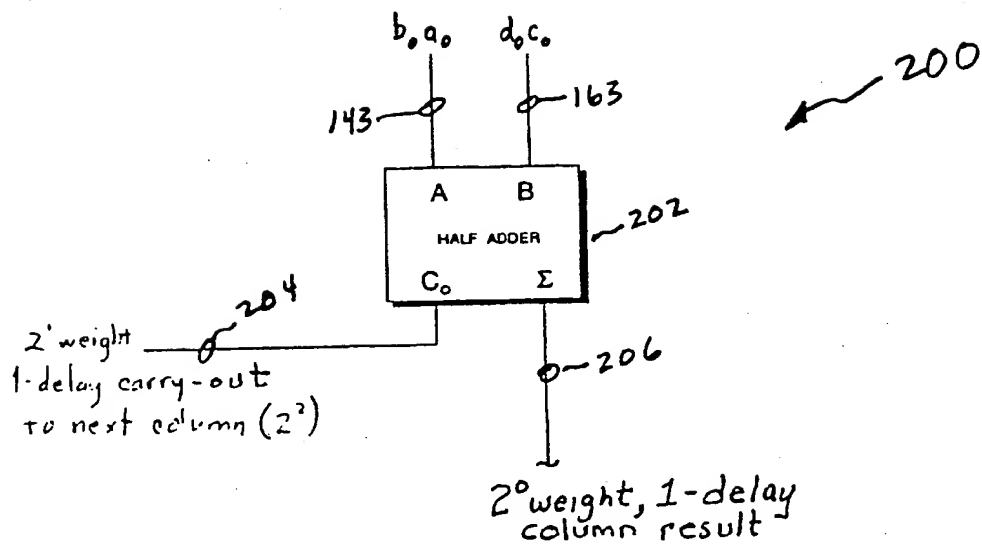 b₀a₀ d₀c₀
200
143 163
A B
202
HALF ADDER
C₀ Σ
204
2' weight
1-delay carry-out
to next column (2²)
206
2⁰ weight, 1-delay
column result